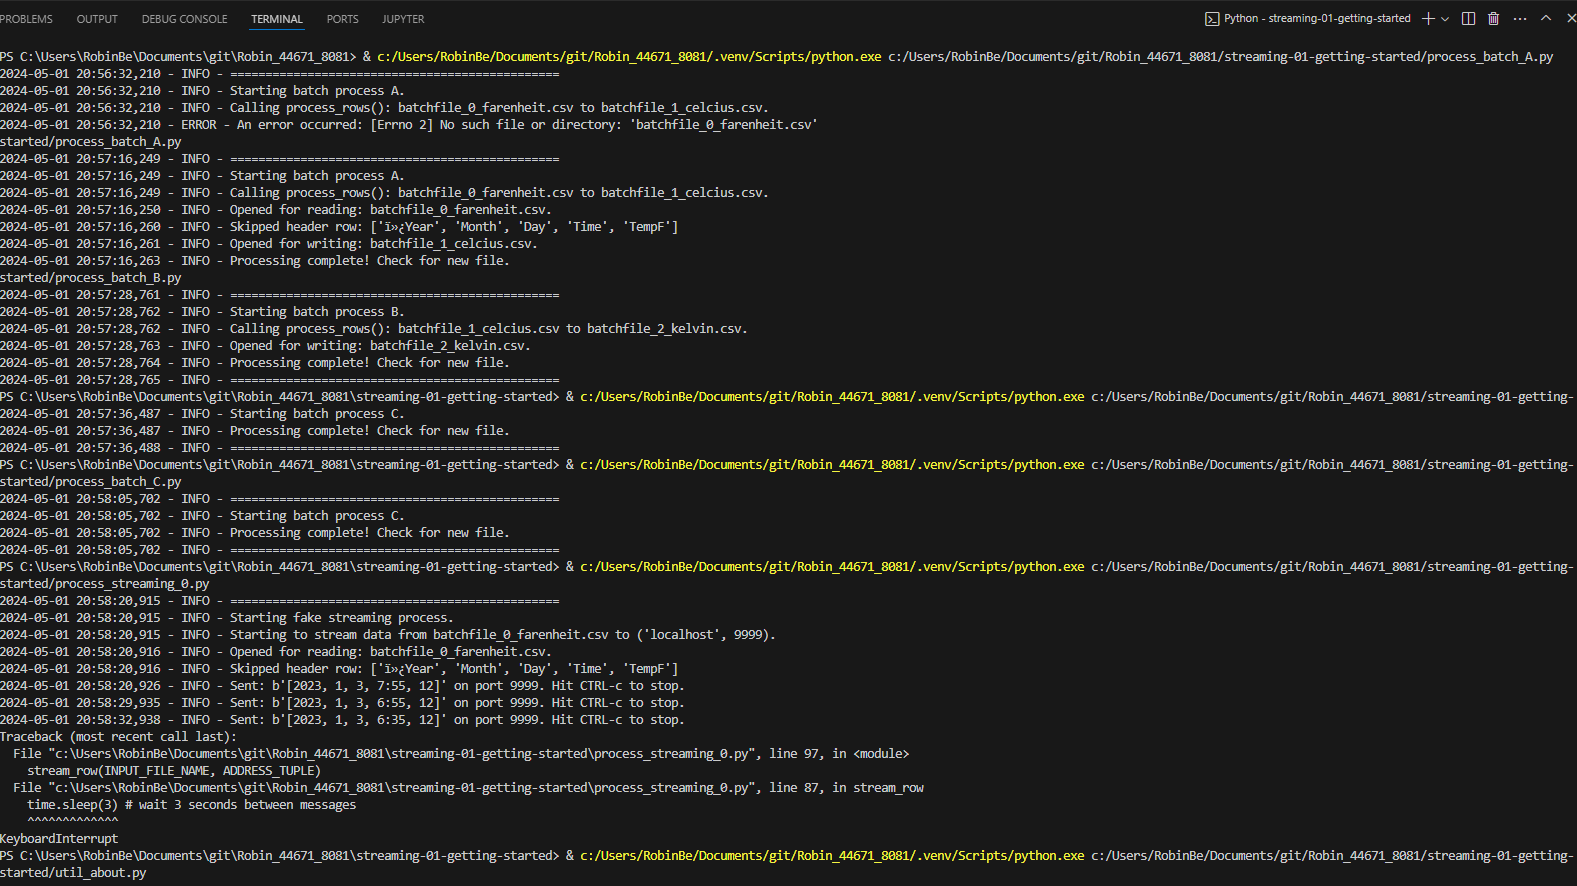 PROBLEMS OUTPUT DEBUG CONSOLE TERMINAL PORTS JUPYTER Python - streaming-01-getting-started
PS C:\Users\RobinBe\Documents\git\Robin_44671_8081> & c:/Users/RobinBe/Documents/git/Robin_44671_8081/.venv/Scripts/python.exe c:/Users/RobinBe/Documents/git/Robin_44671_8081/streaming-01-getting-started/process_batch_A.py
2024-05-01 20:56:32,210 - INFO - ===============================================
2024-05-01 20:56:32,210 - INFO - Starting batch process A.
2024-05-01 20:56:32,210 - INFO - Calling process_rows(): batchfile_0_farenheit.csv to batchfile_1_celcius.csv.
2024-05-01 20:56:32,210 - ERROR - An error occurred: [Errno 2] No such file or directory: 'batchfile_0_farenheit.csv'
started/process_batch_A.py
2024-05-01 20:57:16,249 - INFO - ===============================================
2024-05-01 20:57:16,249 - INFO - Starting batch process A.
2024-05-01 20:57:16,249 - INFO - Calling process_rows(): batchfile_0_farenheit.csv to batchfile_1_celcius.csv.
2024-05-01 20:57:16,250 - INFO - Opened for reading: batchfile_0_farenheit.csv.
2024-05-01 20:57:16,260 - INFO - Skipped header row: ['ï»¿Year', 'Month', 'Day', 'Time', 'TempF']
2024-05-01 20:57:16,261 - INFO - Opened for writing: batchfile_1_celcius.csv.
2024-05-01 20:57:16,263 - INFO - Processing complete! Check for new file.
started/process_batch_B.py
2024-05-01 20:57:28,761 - INFO - ===============================================
2024-05-01 20:57:28,762 - INFO - Starting batch process B.
2024-05-01 20:57:28,762 - INFO - Calling process_rows(): batchfile_1_celcius.csv to batchfile_2_kelvin.csv.
2024-05-01 20:57:28,763 - INFO - Opened for writing: batchfile_2_kelvin.csv.
2024-05-01 20:57:28,764 - INFO - Processing complete! Check for new file.
2024-05-01 20:57:28,765 - INFO - ===============================================
PS C:\Users\RobinBe\Documents\git\Robin_44671_8081\streaming-01-getting-started> & c:/Users/RobinBe/Documents/git/Robin_44671_8081/.venv/Scripts/python.exe c:/Users/RobinBe/Documents/git/Robin_44671_8081/streaming-01-getting-
2024-05-01 20:57:36,487 - INFO - Starting batch process C.
2024-05-01 20:57:36,487 - INFO - Processing complete! Check for new file.
2024-05-01 20:57:36,488 - INFO - ===============================================
PS C:\Users\RobinBe\Documents\git\Robin_44671_8081\streaming-01-getting-started> & c:/Users/RobinBe/Documents/git/Robin_44671_8081/.venv/Scripts/python.exe c:/Users/RobinBe/Documents/git/Robin_44671_8081/streaming-01-getting-
started/process_batch_C.py
2024-05-01 20:58:05,702 - INFO - ===============================================
2024-05-01 20:58:05,702 - INFO - Starting batch process C.
2024-05-01 20:58:05,702 - INFO - Processing complete! Check for new file.
2024-05-01 20:58:05,702 - INFO - ===============================================
PS C:\Users\RobinBe\Documents\git\Robin_44671_8081\streaming-01-getting-started> & c:/Users/RobinBe/Documents/git/Robin_44671_8081/.venv/Scripts/python.exe c:/Users/RobinBe/Documents/git/Robin_44671_8081/streaming-01-getting-
started/process_streaming_0.py
2024-05-01 20:58:20,915 - INFO - ===============================================
2024-05-01 20:58:20,915 - INFO - Starting fake streaming process.
2024-05-01 20:58:20,915 - INFO - Starting to stream data from batchfile_0_farenheit.csv to ('localhost', 9999).
2024-05-01 20:58:20,916 - INFO - Opened for reading: batchfile_0_farenheit.csv.
2024-05-01 20:58:20,916 - INFO - Skipped header row: ['ï»¿Year', 'Month', 'Day', 'Time', 'TempF']
2024-05-01 20:58:20,926 - INFO - Sent: b'[2023, 1, 3, 7:55, 12]' on port 9999. Hit CTRL-c to stop.
2024-05-01 20:58:29,935 - INFO - Sent: b'[2023, 1, 3, 6:55, 12]' on port 9999. Hit CTRL-c to stop.
2024-05-01 20:58:32,938 - INFO - Sent: b'[2023, 1, 3, 6:35, 12]' on port 9999. Hit CTRL-c to stop.
Traceback (most recent call last):
  File "c:\Users\RobinBe\Documents\git\Robin_44671_8081\streaming-01-getting-started\process_streaming_0.py", line 97, in <module>
    stream_row(INPUT_FILE_NAME, ADDRESS_TUPLE)
  File "c:\Users\RobinBe\Documents\git\Robin_44671_8081\streaming-01-getting-started\process_streaming_0.py", line 87, in stream_row
    time.sleep(3) # wait 3 seconds between messages
    ^^^^^^^^^^^^^
KeyboardInterrupt
PS C:\Users\RobinBe\Documents\git\Robin_44671_8081\streaming-01-getting-started> & c:/Users/RobinBe/Documents/git/Robin_44671_8081/.venv/Scripts/python.exe c:/Users/RobinBe/Documents/git/Robin_44671_8081/streaming-01-getting-
started/util_about.py